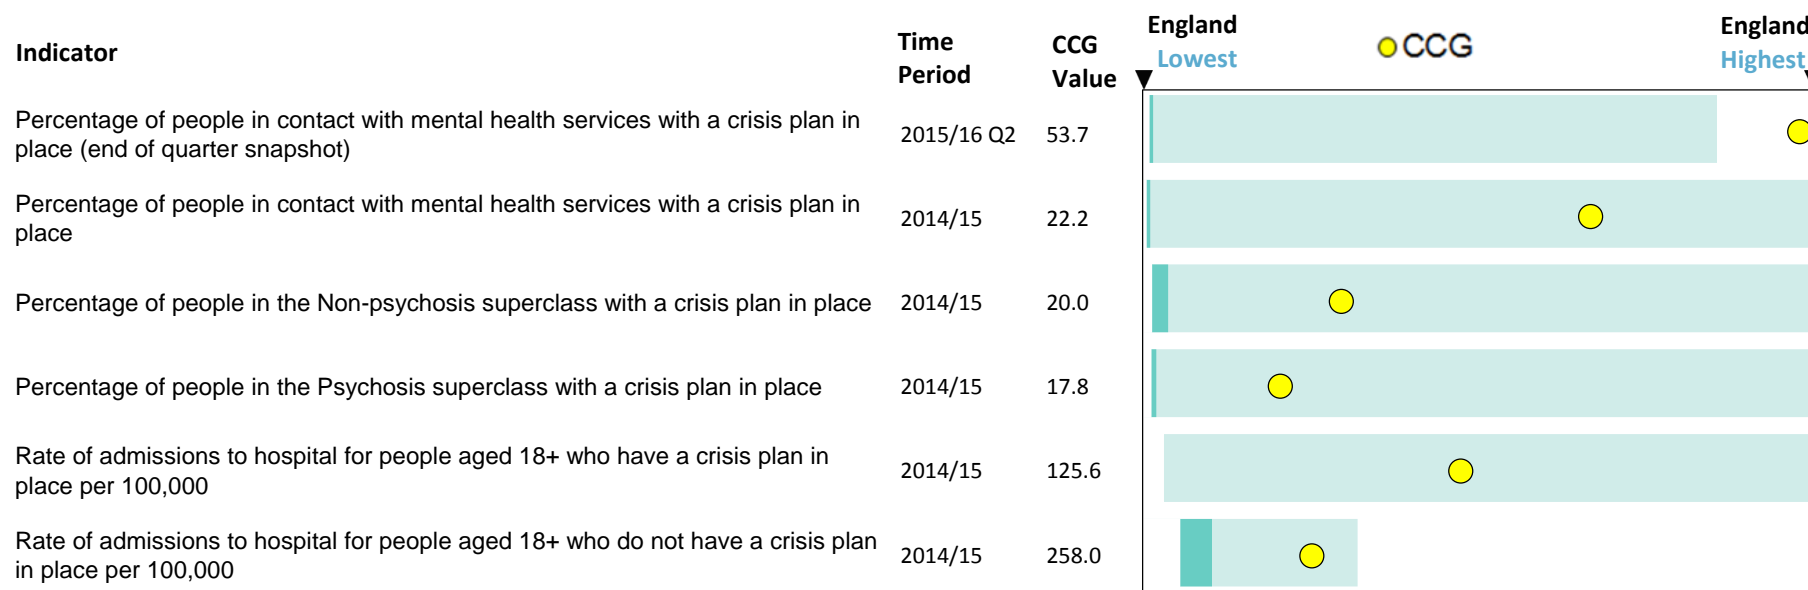 Indicator
Time Period
CCG Value
England Lowest
CCG
England Highest
Percentage of people in contact with mental health services with a crisis plan in
place (end of quarter snapshot)
2015/16 Q2
53.7
Percentage of people in contact with mental health services with a crisis plan in
place
2014/15
22.2
Percentage of people in the Non-psychosis superclass with a crisis plan in place
2014/15
20.0
Percentage of people in the Psychosis superclass with a crisis plan in place
2014/15
17.8
Rate of admissions to hospital for people aged 18+ who have a crisis plan in
place per 100,000
2014/15
125.6
Rate of admissions to hospital for people aged 18+ who do not have a crisis plan
in place per 100,000
2014/15
258.0